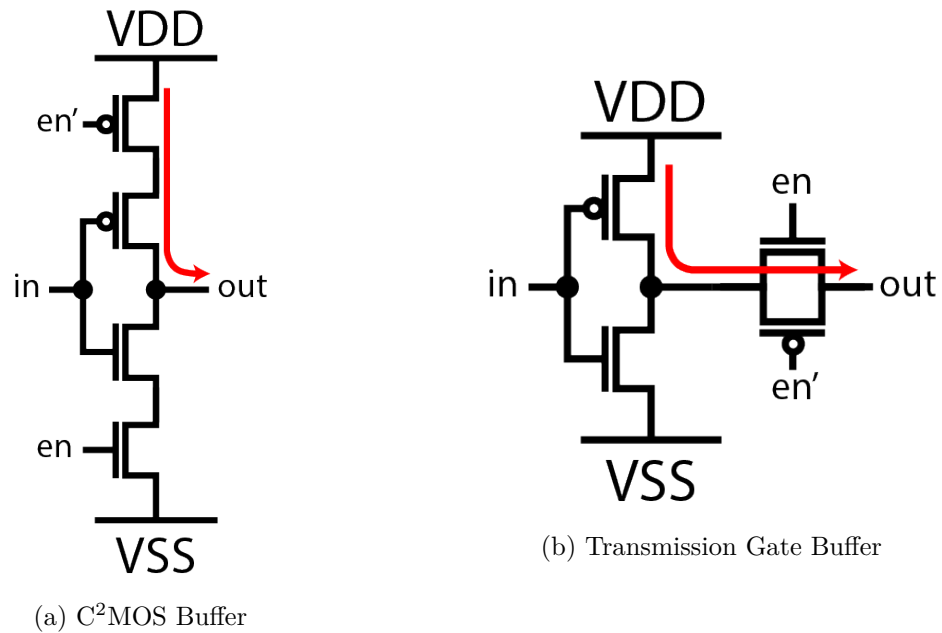 VDD
en'
in
out
en
VSS
(a) C²MOS Buffer
VDD
en
in
out
en'
VSS
(b) Transmission Gate Buffer